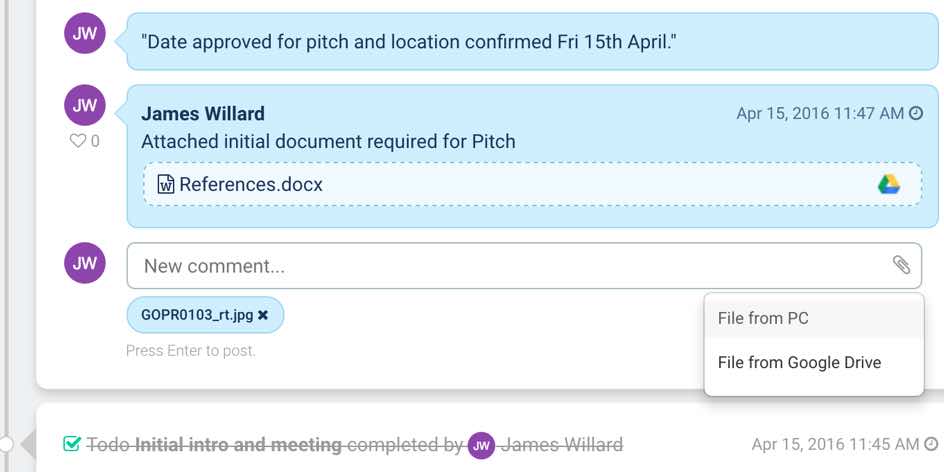 JW
"Date approved for pitch and location confirmed Fri 15th April."
JW
James Willard Apr 15, 2016 11:47 AM
0
Attached initial document required for Pitch
W References.docx
JW
New comment...
GOPR0103_rt.jpg ×
File from PC
Press Enter to post.
File from Google Drive
Todo Initial intro and meeting completed by JW James Willard Apr 15, 2016 11:45 AM